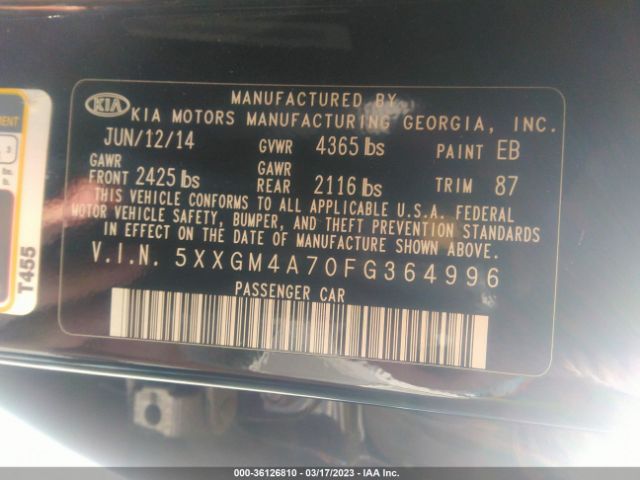 MANUFACTURED BY
KIA KIA MOTORS MANUFACTURING GEORGIA, INC.
JUN/12/14 GVWR 4365 lbs PAINT EB
GAWR FRONT 2425 lbs GAWR REAR 2116 lbs TRIM 87
THIS VEHICLE CONFORMS TO ALL APPLICABLE U.S.A. FEDERAL
MOTOR VEHICLE SAFETY, BUMPER, AND THEFT PREVENTION STANDARDS
IN EFFECT ON THE DATE OF MANUFACTURE SHOWN ABOVE.
V.I.N. 5XXGM4A70FG364996
PASSENGER CAR
T455
000-36126810 - 03/17/2023 - IAA Inc.